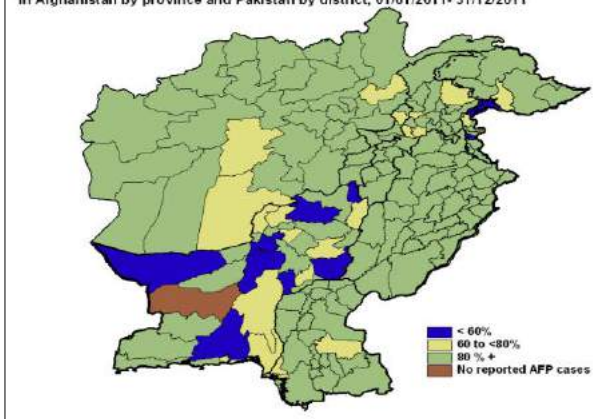 in Afghanistan by province and Pakistan by district, 01/01/2011- 31/12/2011
< 60%
60 to <80%
80 % +
No reported AFP cases